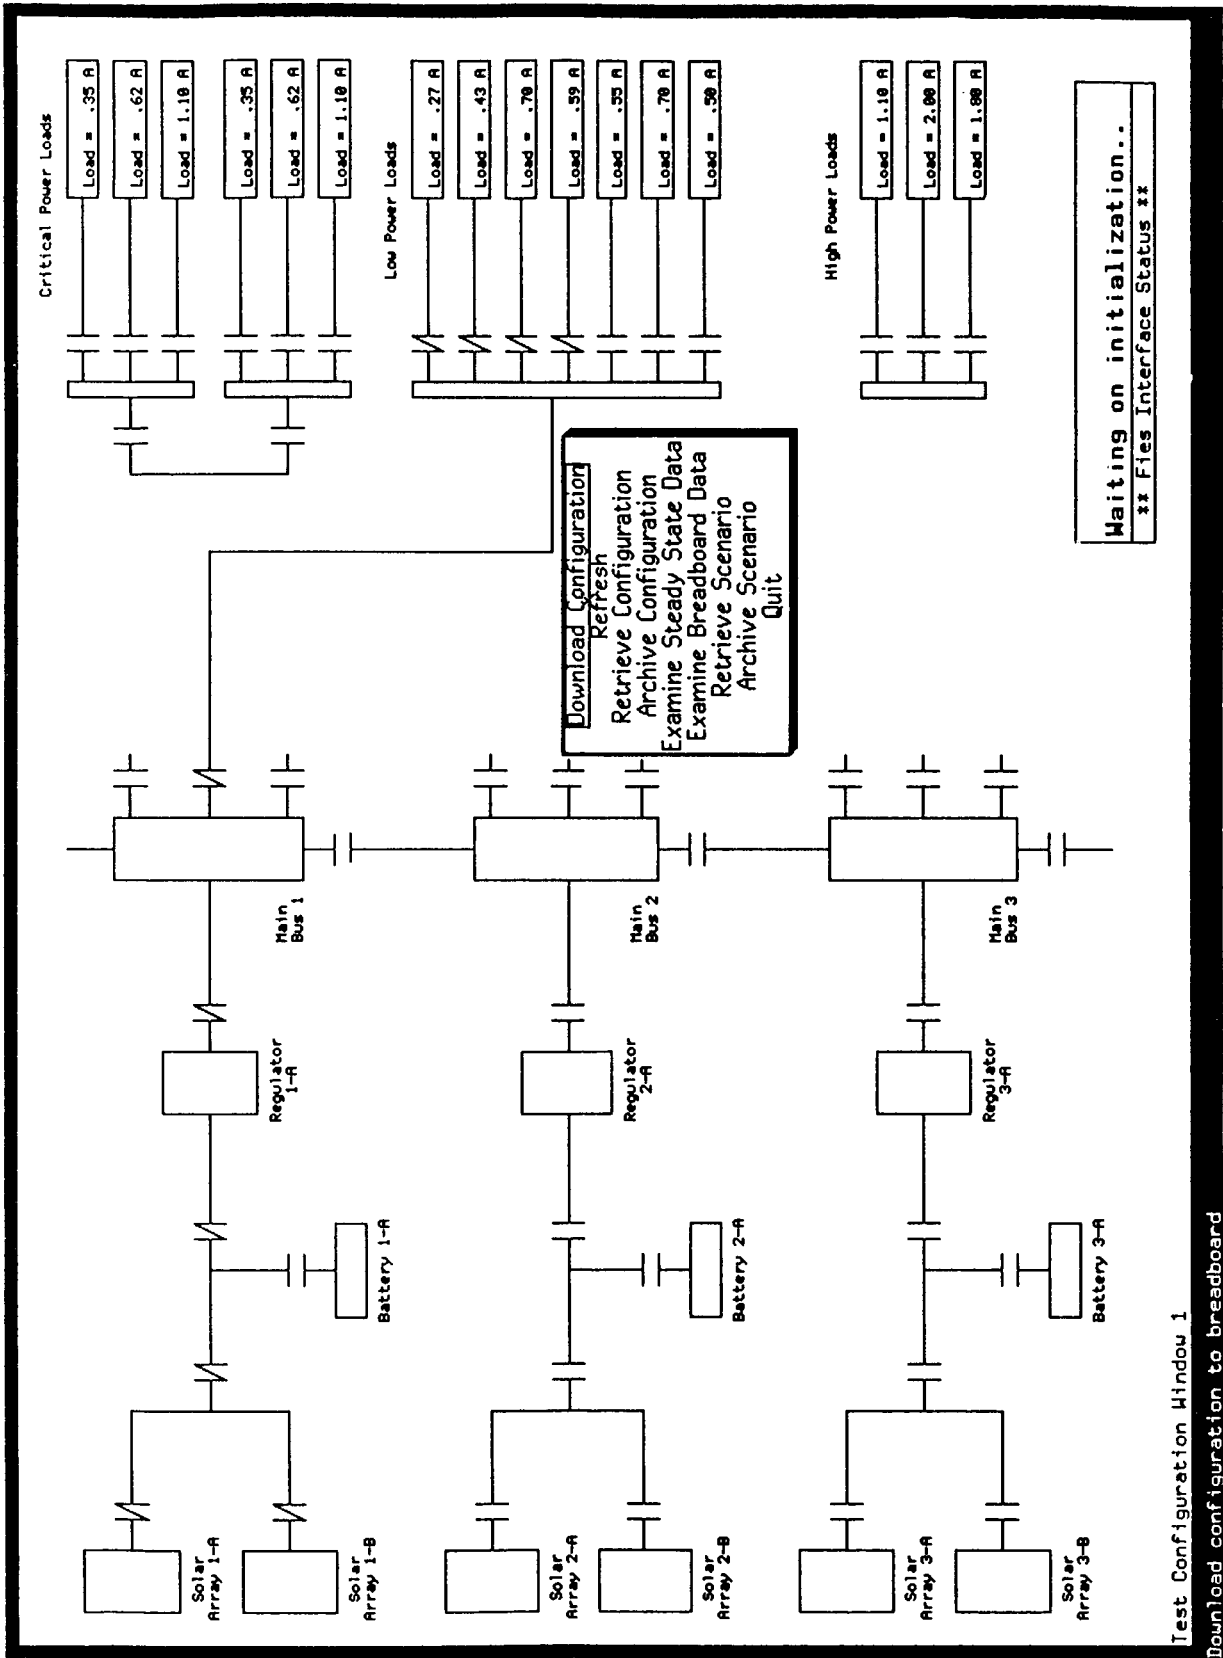 Critical Power Loads
Load = .35 A
Load = .62 A
Load = 1.10 A
Load = .35 A
Load = .62 A
Load = 1.10 A
Low Power Loads
Load = .27 A
Load = .43 A
Load = .70 A
Load = .59 A
Load = .55 A
Load = .70 A
Load = .50 A
High Power Loads
Load = 1.10 A
Load = 2.00 A
Load = 1.80 A
Waiting on initialization..
** Fies Interface Status **
Download Configuration
Refresh
Retrieve Configuration
Archive Configuration
Examine Steady State Data
Examine Breadboard Data
Retrieve Scenario
Archive Scenario
Quit
Main
Bus 1
Main
Bus 2
Main
Bus 3
Regulator
1-A
Regulator
2-A
Regulator
3-A
Battery 1-A
Battery 2-A
Battery 3-A
Solar
Array 1-A
Solar
Array 1-B
Solar
Array 2-A
Solar
Array 2-B
Solar
Array 3-A
Solar
Array 3-B
Test Configuration Window 1
Download configuration to breadboard